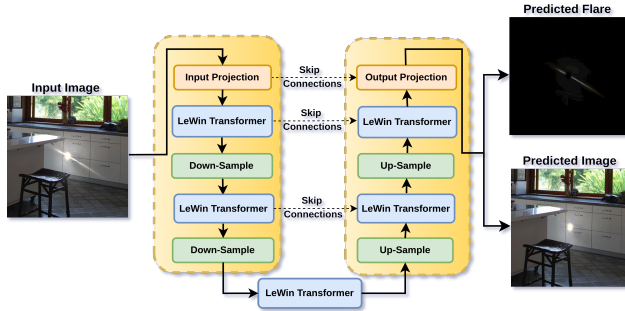 Predicted Flare
Input Image
Input Projection
Skip
Connections
Output Projection
LeWin Transformer
Skip
Connections
LeWin Transformer
Down-Sample
Up-Sample
Predicted Image
LeWin Transformer
Skip
Connections
LeWin Transformer
Down-Sample
Up-Sample
LeWin Transformer